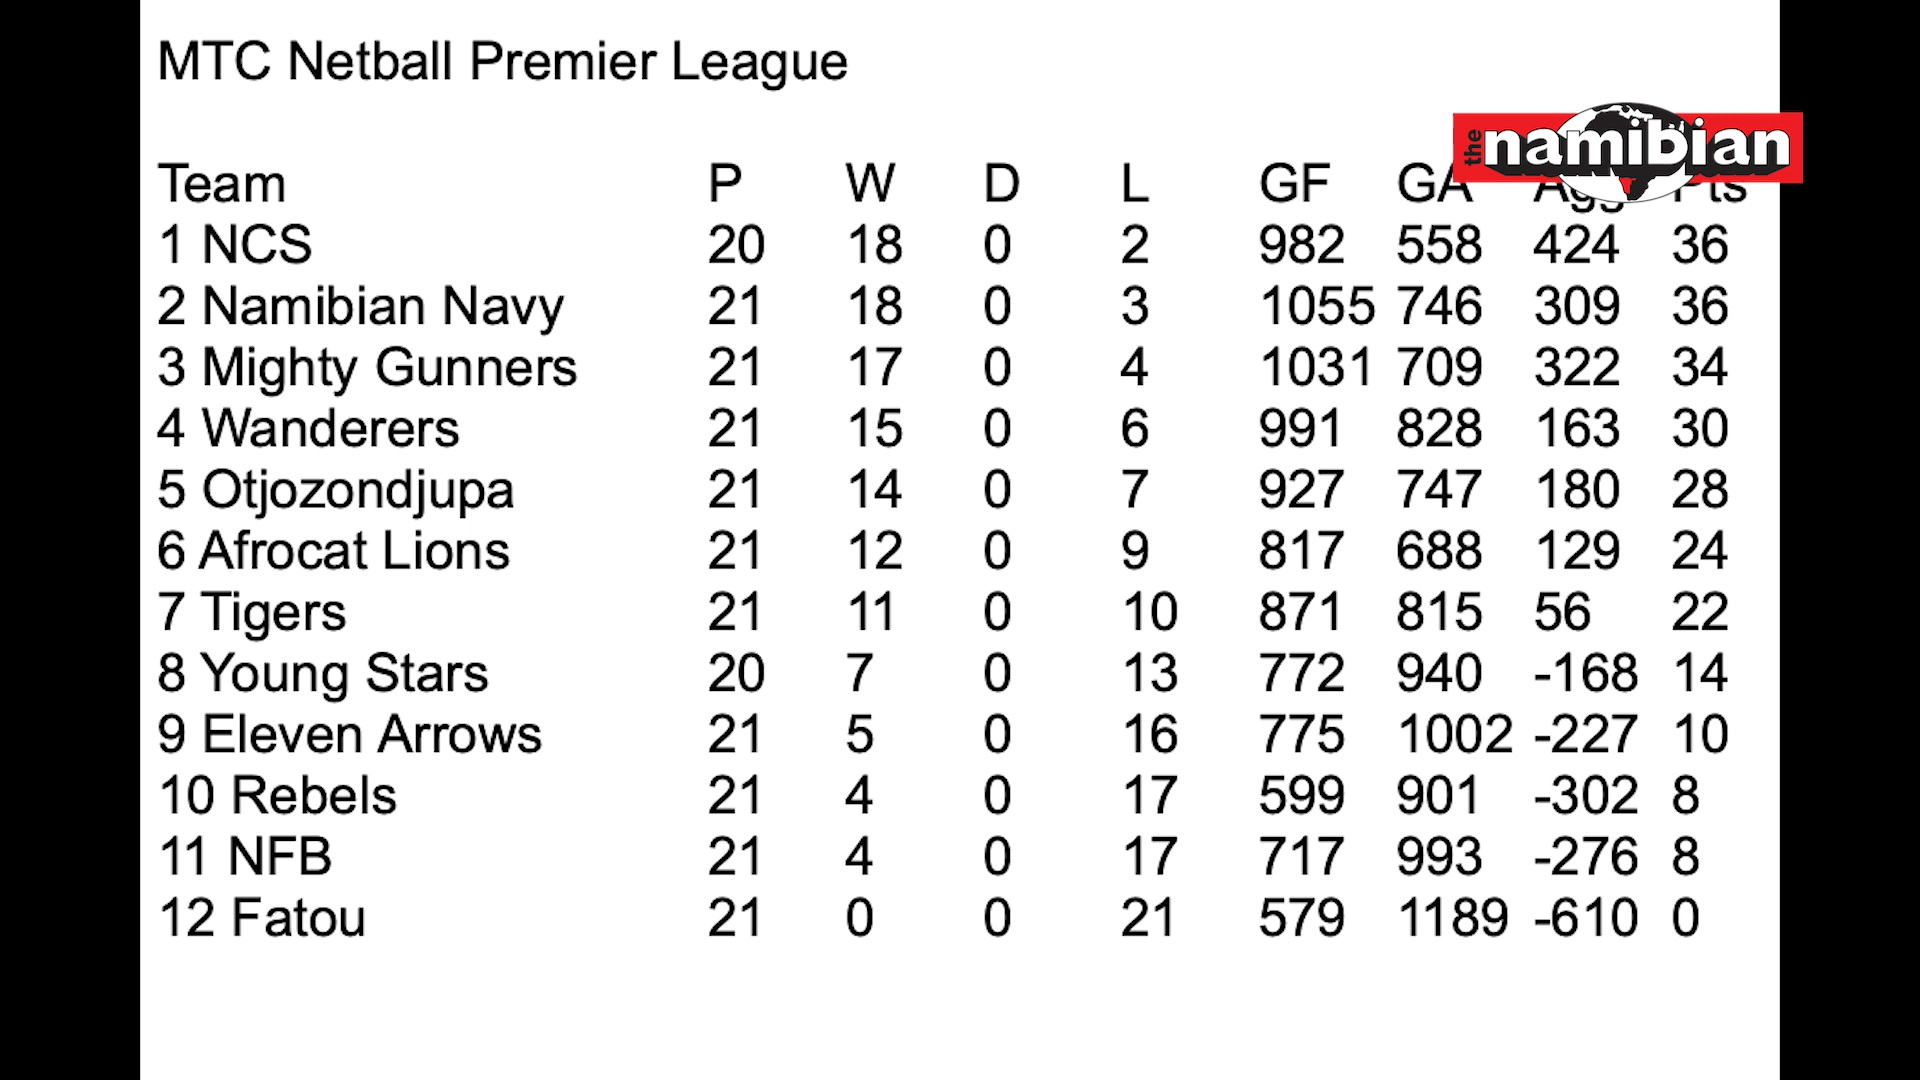 MTC Netball Premier League
the namibian
Team P W D L GF GA Agg Pts
1 NCS 20 18 0 2 982 558 424 36
2 Namibian Navy 21 18 0 3 1055 746 309 36
3 Mighty Gunners 21 17 0 4 1031 709 322 34
4 Wanderers 21 15 0 6 991 828 163 30
5 Otjozondjupa 21 14 0 7 927 747 180 28
6 Afrocat Lions 21 12 0 9 817 688 129 24
7 Tigers 21 11 0 10 871 815 56 22
8 Young Stars 20 7 0 13 772 940 -168 14
9 Eleven Arrows 21 5 0 16 775 1002 -227 10
10 Rebels 21 4 0 17 599 901 -302 8
11 NFB 21 4 0 17 717 993 -276 8
12 Fatou 21 0 0 21 579 1189 -610 0